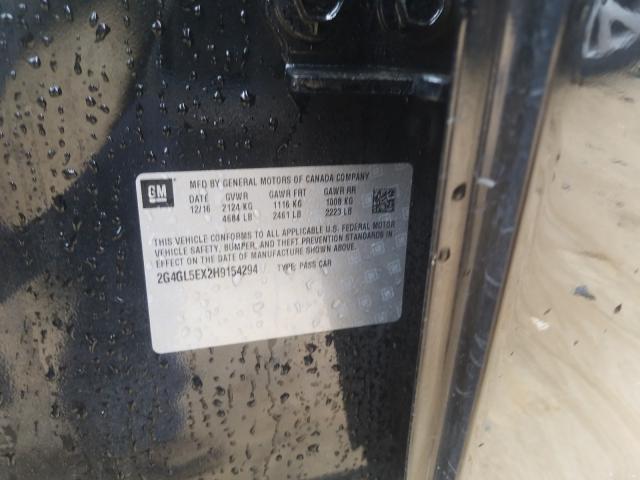 GM
MFD BY GENERAL MOTORS OF CANADA COMPANY
DATE GVWR GAWR FRT GAWR RR
12/16 2124 KG 1116 KG 1008 KG
4684 LB 2461 LB 2223 LB
THIS VEHICLE CONFORMS TO ALL APPLICABLE U.S. FEDERAL MOTOR
VEHICLE SAFETY, BUMPER, AND THEFT PREVENTION STANDARDS IN
EFFECT ON THE DATE OF MANUFACTURE SHOWN ABOVE.
2G4GL5EX2H9154294 TYPE: PASS CAR